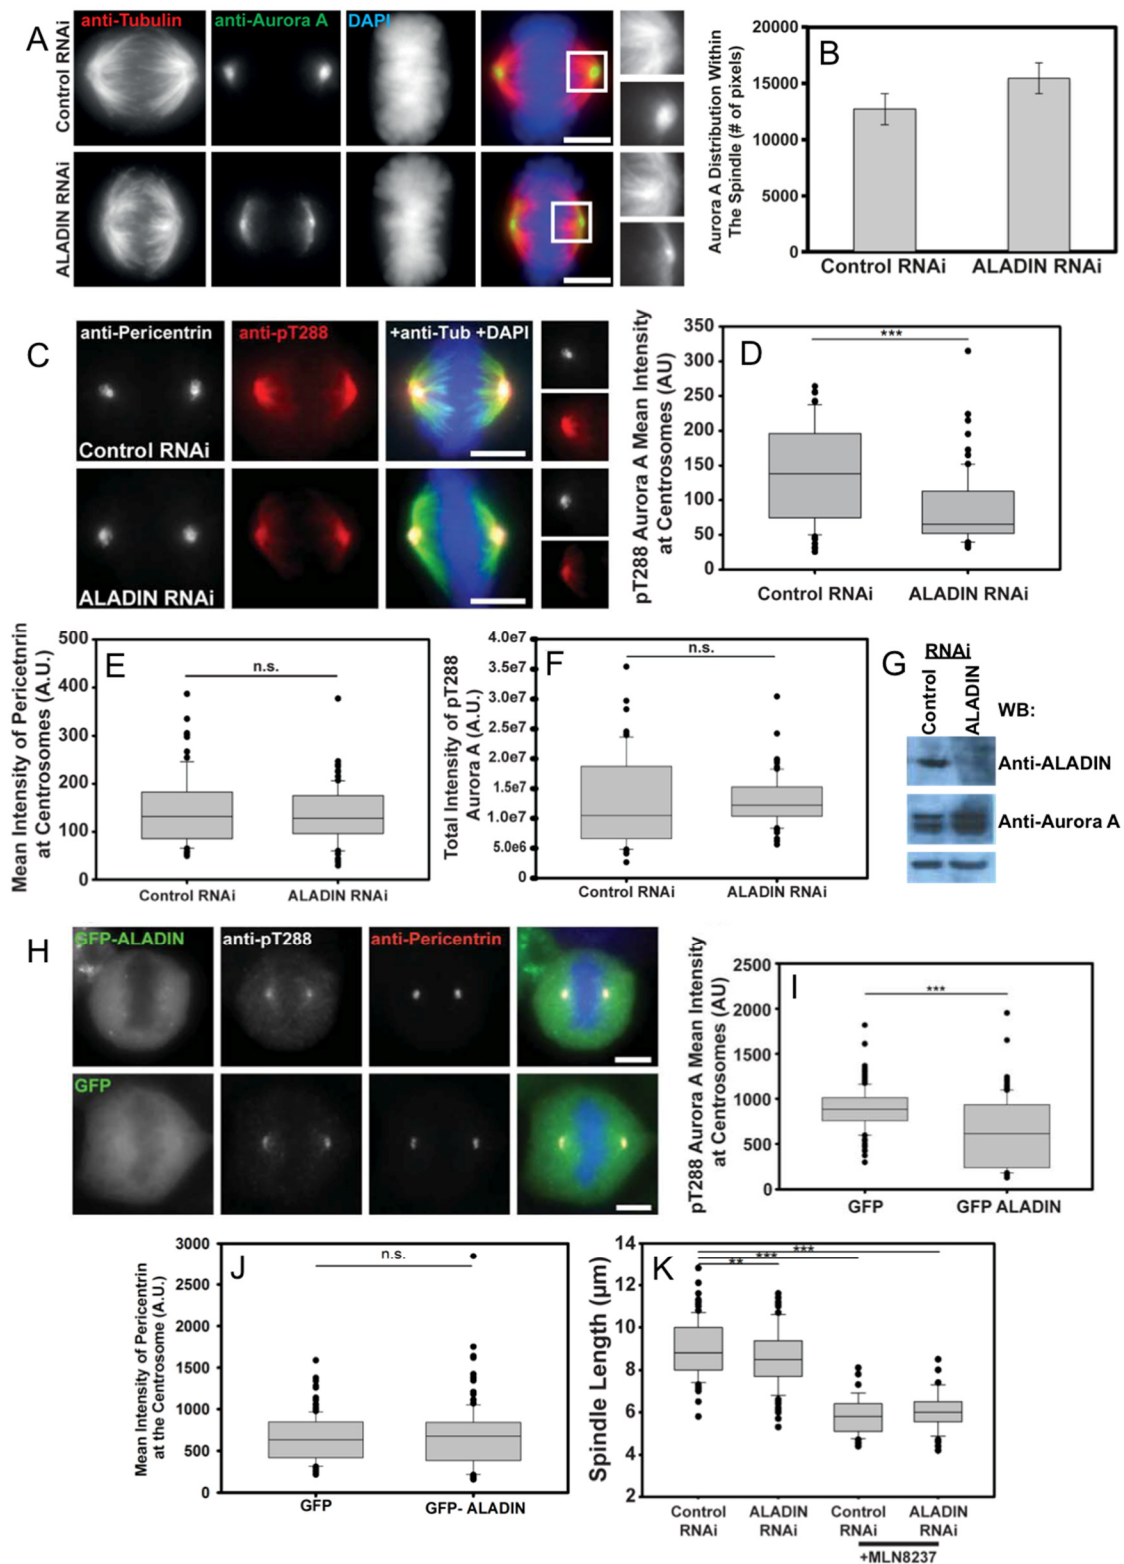 A
anti-Tubulin
anti-Aurora A
DAPI
Control RNAi
ALADIN RNAi
B
Aurora A Distribution Within
The Spindle (# of pixels)
20000
15000
10000
5000
0
Control RNAi
ALADIN RNAi
C
anti-Pericentrin
anti-pT288
+anti-Tub +DAPI
Control RNAi
ALADIN RNAi
D
pT288 Aurora A Mean Intensity
at Centrosomes (AU)
350
300
250
200
150
100
50
0
***
Control RNAi
ALADIN RNAi
E
Mean Intensity of Pericetnrin
at Centrosomes (A.U.)
500
400
300
200
100
0
n.s.
Control RNAi
ALADIN RNAi
F
Total Intensity of pT288
Aurora A (A.U.)
4.0e7
3.5e7
3.0e7
2.5e7
2.0e7
1.5e7
1.0e7
5.0e6
0
n.s.
Control RNAi
ALADIN RNAi
G
RNAi
Control
ALADIN
WB:
Anti-ALADIN
Anti-Aurora A
H
GFP-ALADIN
anti-pT288
anti-Pericentrin
GFP
I
pT288 Aurora A Mean Intensity
at Centrosomes (AU)
2500
2000
1500
1000
500
0
***
GFP
GFP ALADIN
J
Mean Intensity of Pericentrin
at the Centrosome (A.U.)
3000
2500
2000
1500
1000
500
0
n.s.
GFP
GFP- ALADIN
K
Spindle Length (µm)
14
12
10
8
6
4
2
***
***
**
Control
RNAi
ALADIN
RNAi
Control
RNAi
ALADIN
RNAi
+MLN8237